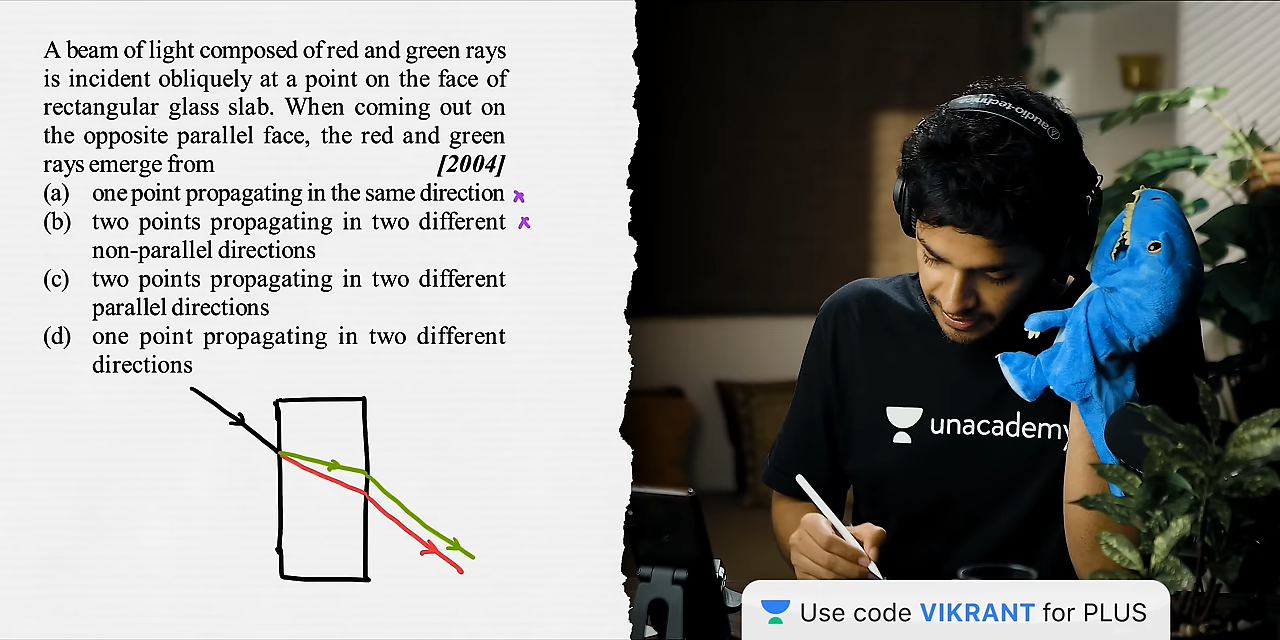 A beam of light composed of red and green rays
is incident obliquely at a point on the face of
rectangular glass slab. When coming out on
the opposite parallel face, the red and green
rays emerge from [2004]
(a) one point propagating in the same direction
(b) two points propagating in two different
non-parallel directions
(c) two points propagating in two different
parallel directions
(d) one point propagating in two different
directions
audio-technica
unacademy
Use code VIKRANT for PLUS